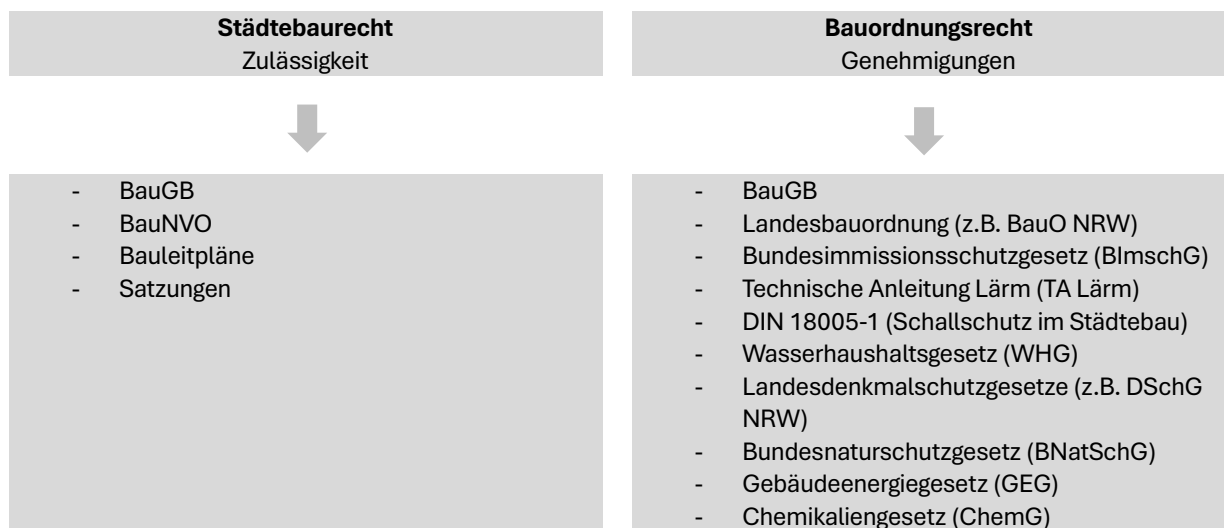 Städtebaurecht
Zulässigkeit
- BauGB
- BauNVO
- Bauleitpläne
- Satzungen
Bauordnungsrecht
Genehmigungen
- BauGB
- Landesbauordnung (z.B. BauO NRW)
- Bundesimmissionsschutzgesetz (BImschG)
- Technische Anleitung Lärm (TA Lärm)
- DIN 18005-1 (Schallschutz im Städtebau)
- Wasserhaushaltsgesetz (WHG)
- Landesdenkmalschutzgesetze (z.B. DSchG
NRW)
- Bundesnaturschutzgesetz (BNatSchG)
- Gebäudeenergiegesetz (GEG)
- Chemikaliengesetz (ChemG)